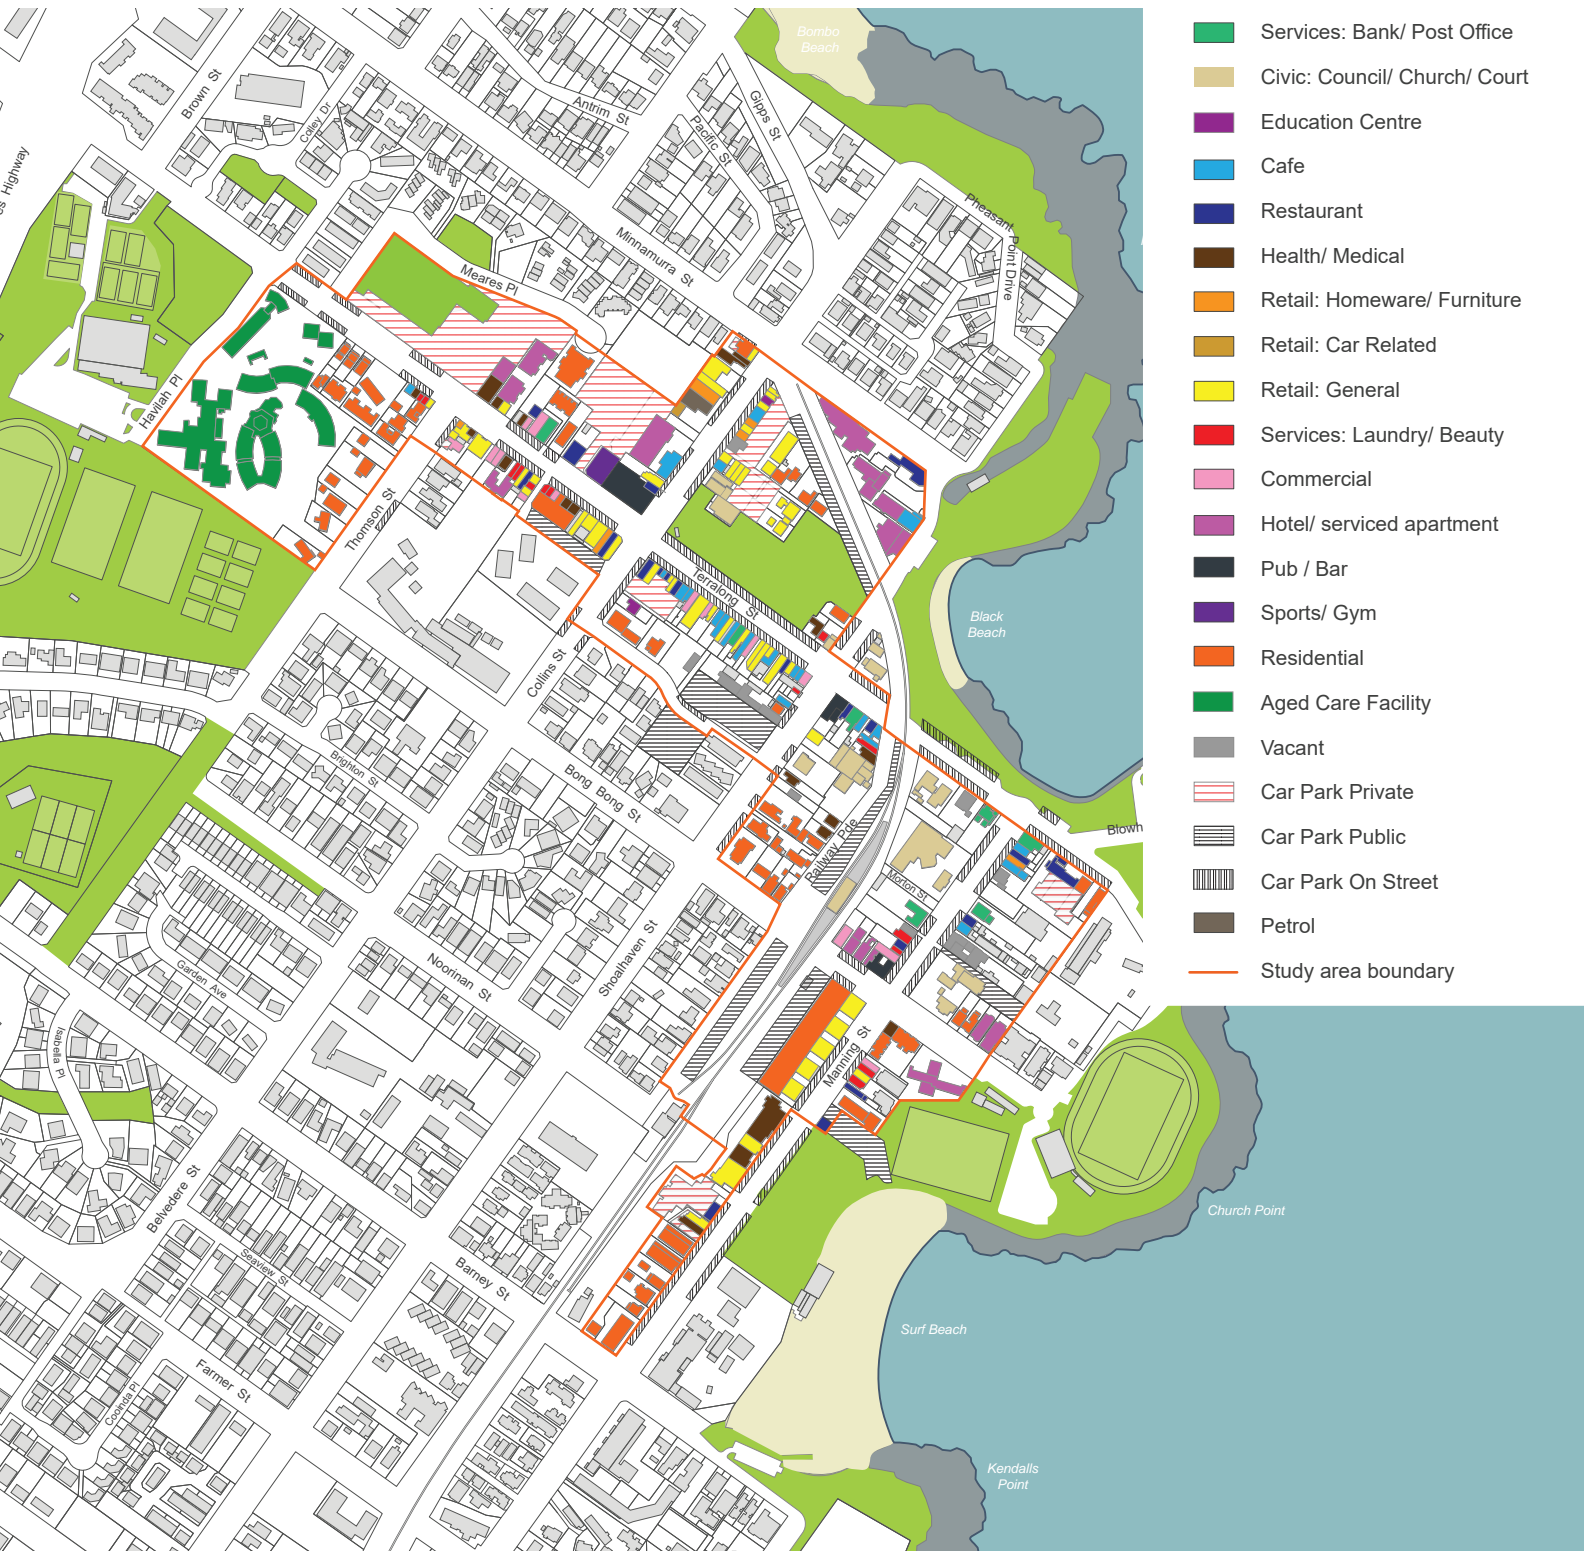 Bombo
Beach
Brown St
Colley Dr
Antrim St
Gipps St
Pacific St
Highway
Pheasant
Point Drive
Minnamurra St
Meares Pl
Havilah Pl
Thomson St
Terralong St
Black
Beach
Collins St
Brighton St
Bong Bong St
Railway Pde
Morton St
Blowh
Garden Ave
Noorinan St
Shoalhaven St
Isabella Pl
Manning St
Belvedere St
Church Point
Seaview St
Barney St
Surf Beach
Farmer St
Coolnda Pl
Kendalls
Point
Services: Bank/ Post Office
Civic: Council/ Church/ Court
Education Centre
Cafe
Restaurant
Health/ Medical
Retail: Homeware/ Furniture
Retail: Car Related
Retail: General
Services: Laundry/ Beauty
Commercial
Hotel/ serviced apartment
Pub / Bar
Sports/ Gym
Residential
Aged Care Facility
Vacant
Car Park Private
Car Park Public
Car Park On Street
Petrol
Study area boundary